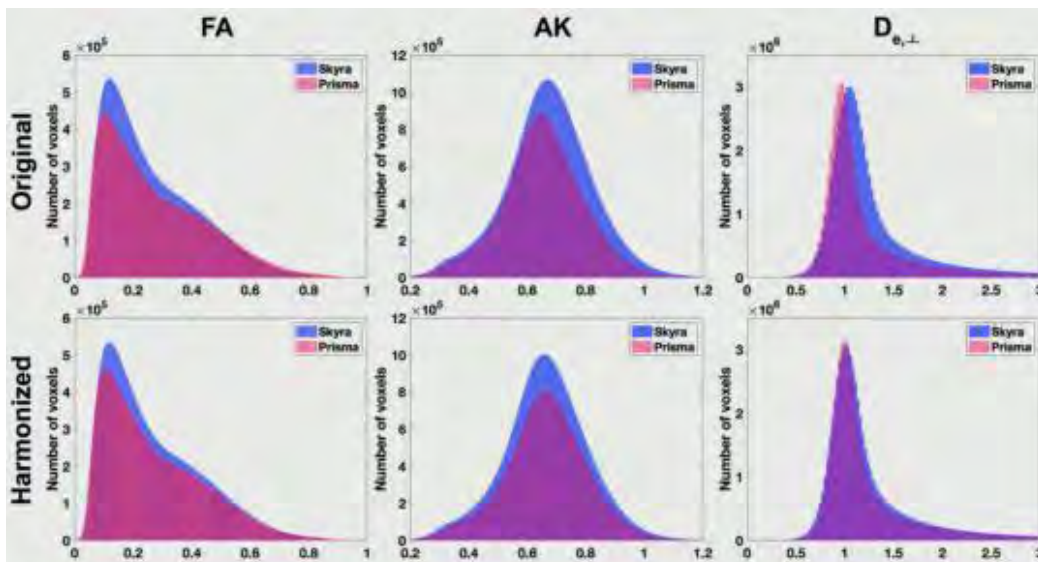 FA AK D e,⊥
Original
×10⁵ ×10⁵ ×10⁶
Number of voxels Number of voxels Number of voxels
6 12 3
5 10 2
4 8 1
3 6 0
2 4
1 2
0 0
Skyra Skyra Skyra
Prisma Prisma Prisma
0 0.2 0.4 0.6 0.8 1 0.2 0.4 0.6 0.8 1 1.2 0 0.5 1 1.5 2 2.5 3
Harmonized
×10⁵ ×10⁵ ×10⁶
Number of voxels Number of voxels Number of voxels
6 12 3
5 10 2
4 8 1
3 6 0
2 4
1 2
0 0
Skyra Skyra Skyra
Prisma Prisma Prisma
0 0.2 0.4 0.6 0.8 1 0.2 0.4 0.6 0.8 1 1.2 0 0.5 1 1.5 2 2.5 3